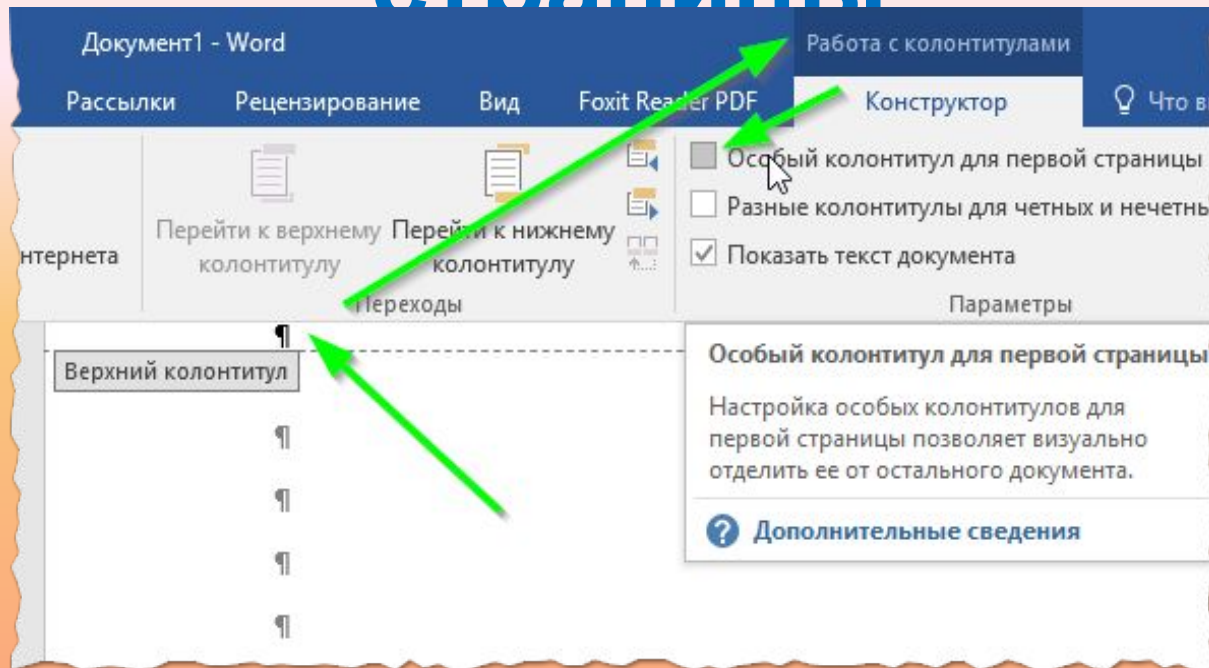 страницы
Документ1 - Word
Работа с колонтитулами
Рассылки Рецензирование Вид Foxit Reader PDF Конструктор Что в
Особый колонтитул для первой страницы
Разные колонтитулы для четных и нечетны
Показать текст документа
Перейти к верхнему колонтитулу
Перейти к нижнему колонтитулу
нтернета
Переходы
Параметры
¶
Верхний колонтитул
¶
¶
¶
¶
Особый колонтитул для первой страницы
Настройка особых колонтитулов для
первой страницы позволяет визуально
отделить ее от остального документа.
? Дополнительные сведения